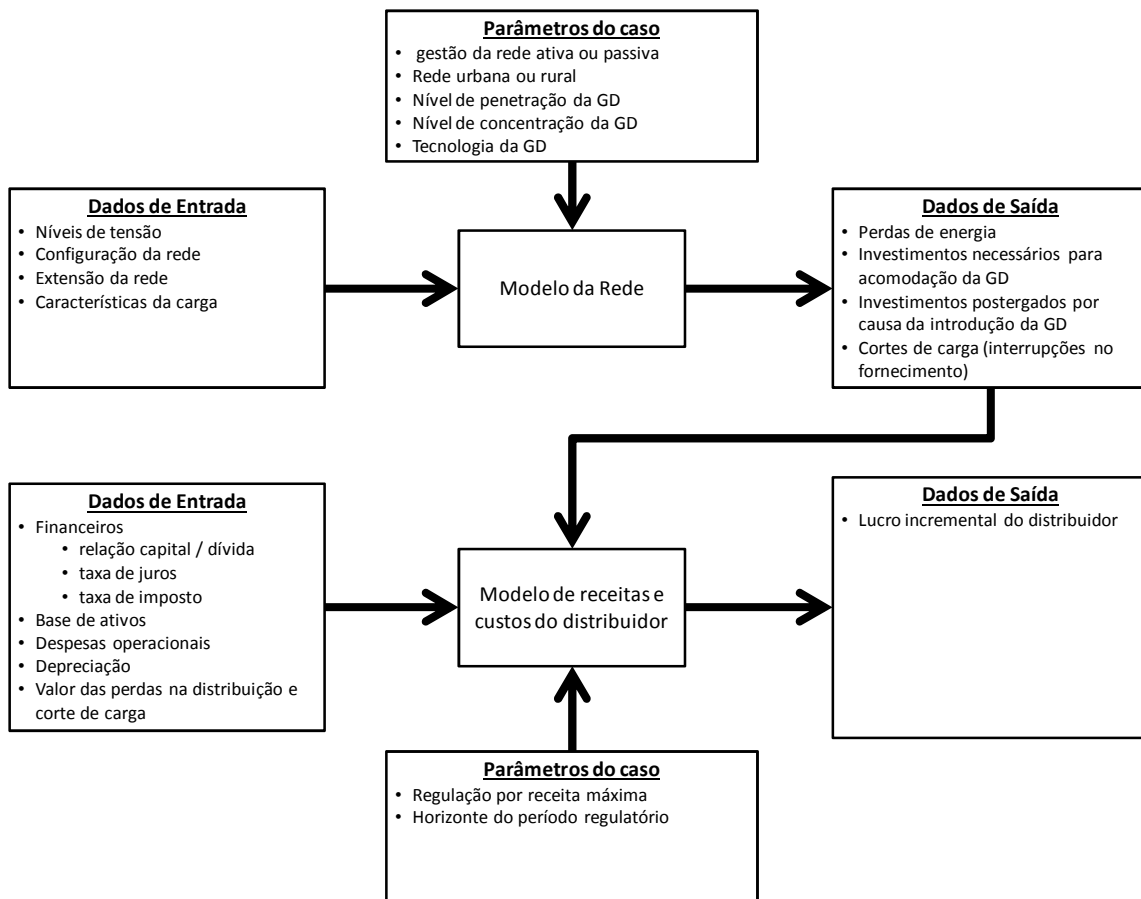 Parâmetros do caso
• gestão da rede ativa ou passiva
• Rede urbana ou rural
• Nível de penetração da GD
• Nível de concentração da GD
• Tecnologia da GD
Dados de Entrada
• Níveis de tensão
• Configuração da rede
• Extensão da rede
• Características da carga
Modelo da Rede
Dados de Saída
• Perdas de energia
• Investimentos necessários para
acomodação da GD
• Investimentos postergados por
causa da introdução da GD
• Cortes de carga (interrupções no
fornecimento)
Dados de Entrada
• Financeiros
• relação capital / dívida
• taxa de juros
• taxa de imposto
• Base de ativos
• Despesas operacionais
• Depreciação
• Valor das perdas na distribuição e
corte de carga
Modelo de receitas e
custos do distribuidor
Dados de Saída
• Lucro incremental do distribuidor
Parâmetros do caso
• Regulação por receita máxima
• Horizonte do período regulatório